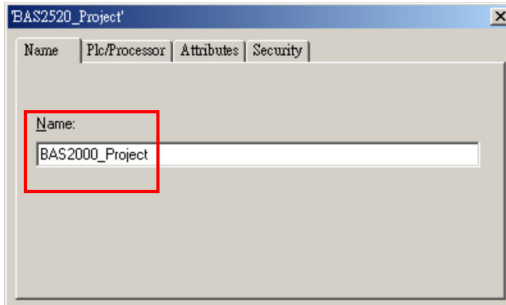 'BAS2520_Project'
Name Plc/Processor Attributes Security
Name:
BAS2000_Project